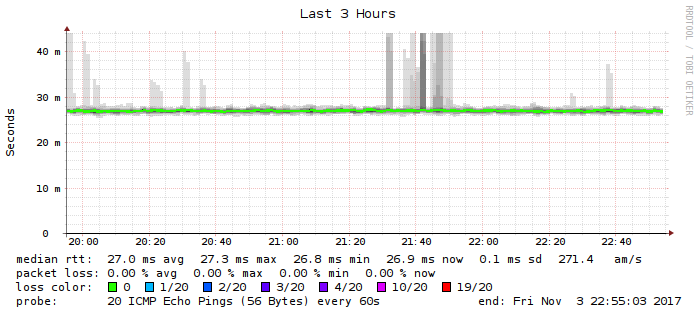 Last 3 Hours
RRDTOOL / TOBI OETIKER
Seconds
40 m
30 m
20 m
10 m
0
20:00 20:20 20:40 21:00 21:20 21:40 22:00 22:20 22:40
median rtt: 27.0 ms avg 27.3 ms max 26.8 ms min 26.9 ms now 0.1 ms sd 271.4 am/s
packet loss: 0.00 % avg 0.00 % max 0.00 % min 0.00 % now
loss color: 0 1/20 2/20 3/20 4/20 10/20 19/20
probe: 20 ICMP Echo Pings (56 Bytes) every 60s end: Fri Nov 3 22:55:03 2017